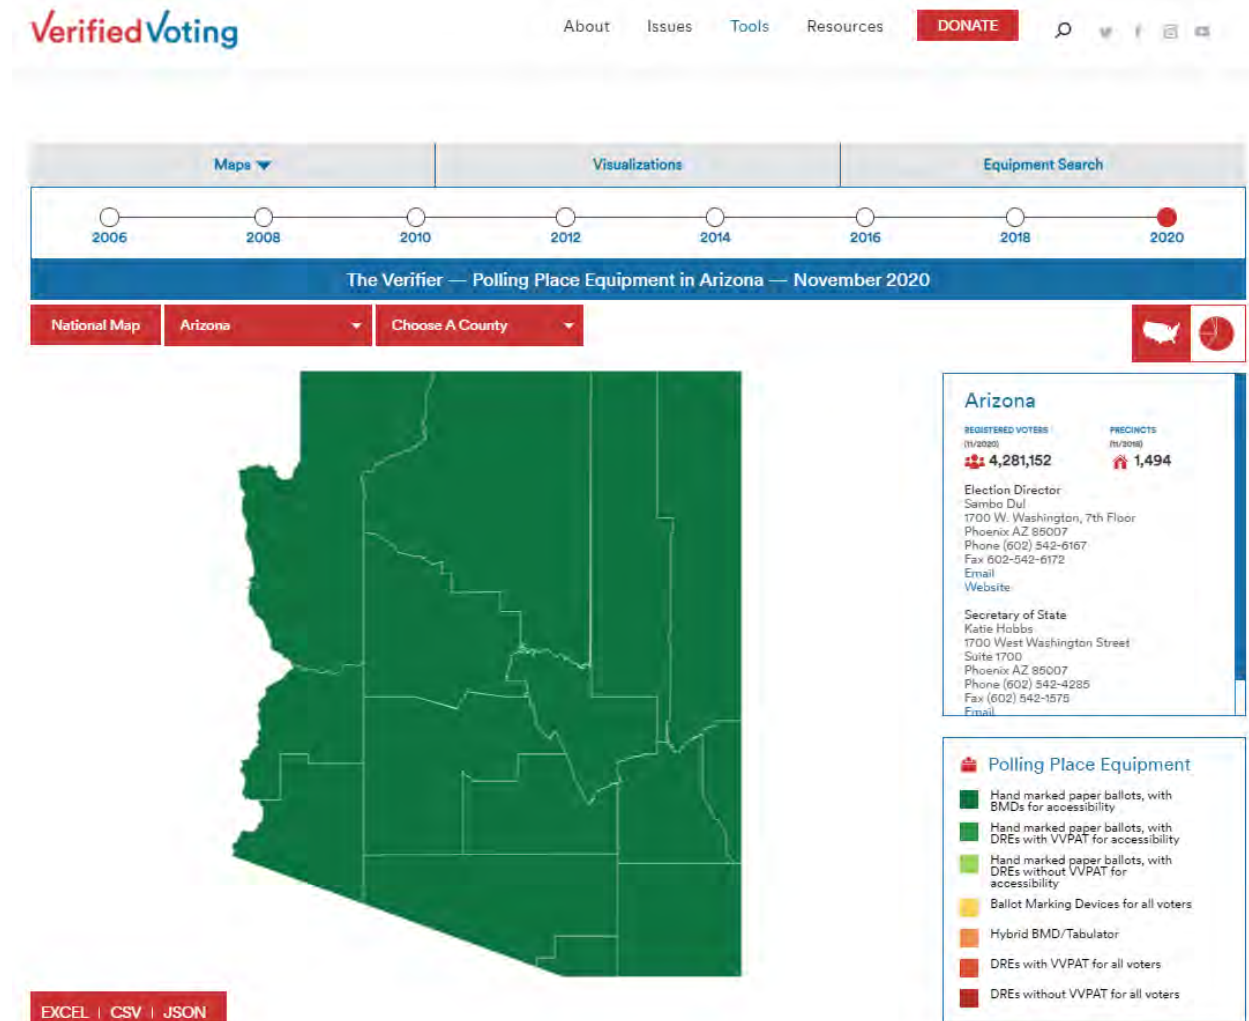 Verified Voting
About Issues Tools Resources DONATE
Maps Visualizations Equipment Search
2006 2008 2010 2012 2014 2016 2018 2020
The Verifier — Polling Place Equipment in Arizona — November 2020
National Map Arizona Choose A County
Arizona
REGISTERED VOTERS PRECINCTS
(11/2020) (11/2018)
4,281,152 1,494
Election Director
Sambo Dul
1700 W. Washington, 7th Floor
Phoenix AZ 85007
Phone (602) 542-6167
Fax 602-542-6172
Email
Website
Secretary of State
Katie Hobbs
1700 West Washington Street
Suite 1700
Phoenix AZ 85007
Phone (602) 542-4285
Fax (602) 542-1575
Email
Polling Place Equipment
Hand marked paper ballots, with
BMDs for accessibility
Hand marked paper ballots, with
DREs with VVPAT for accessibility
Hand marked paper ballots, with
DREs without VVPAT for
accessibility
Ballot Marking Devices for all voters
Hybrid BMD/Tabulator
DREs with VVPAT for all voters
DREs without VVPAT for all voters
EXCEL | CSV | JSON